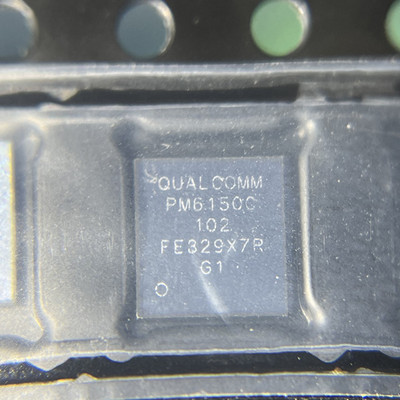 QUALCOMM
PM6150C
102
FE329X7R
G1